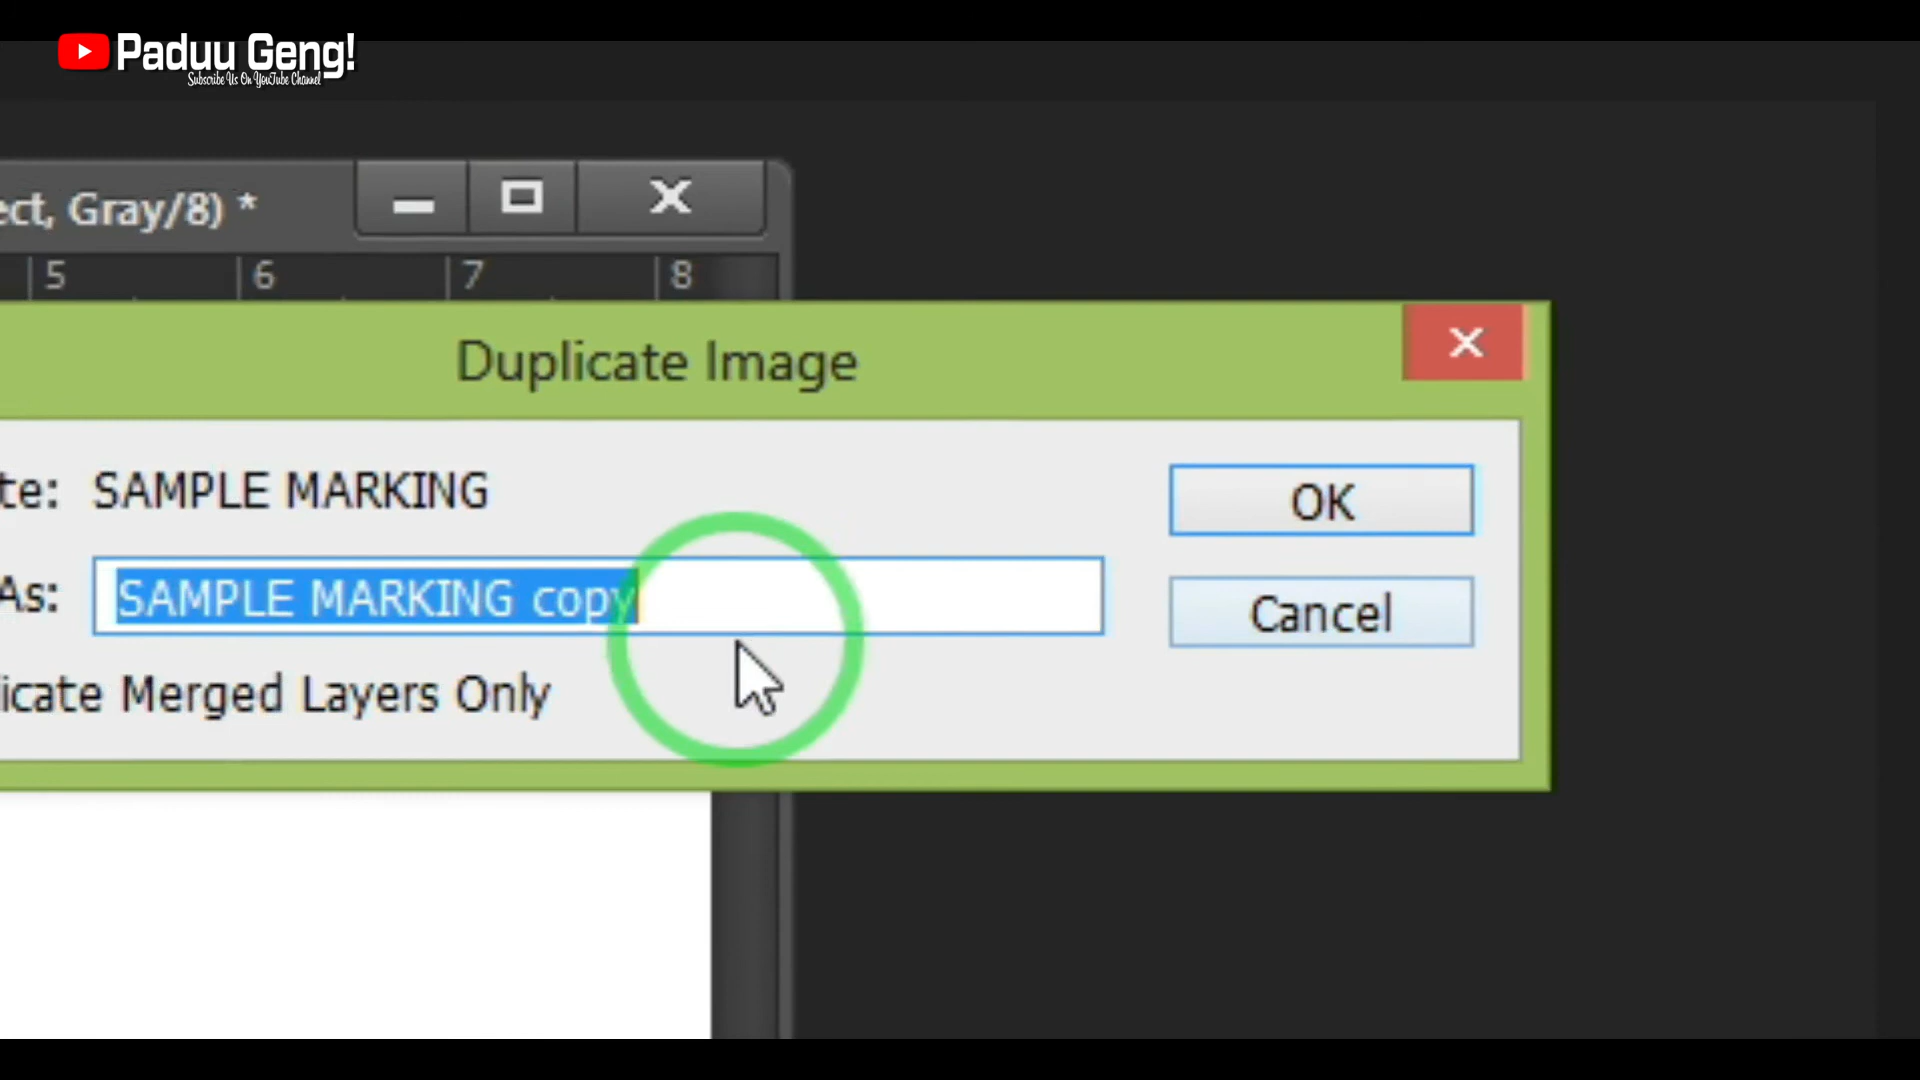 Paduu Geng!
Subscribe Us On YouTube Channel
ect, Gray/8) *
5 6 7 8
Duplicate Image
te: SAMPLE MARKING
OK
As: SAMPLE MARKING copy
Cancel
icate Merged Layers Only